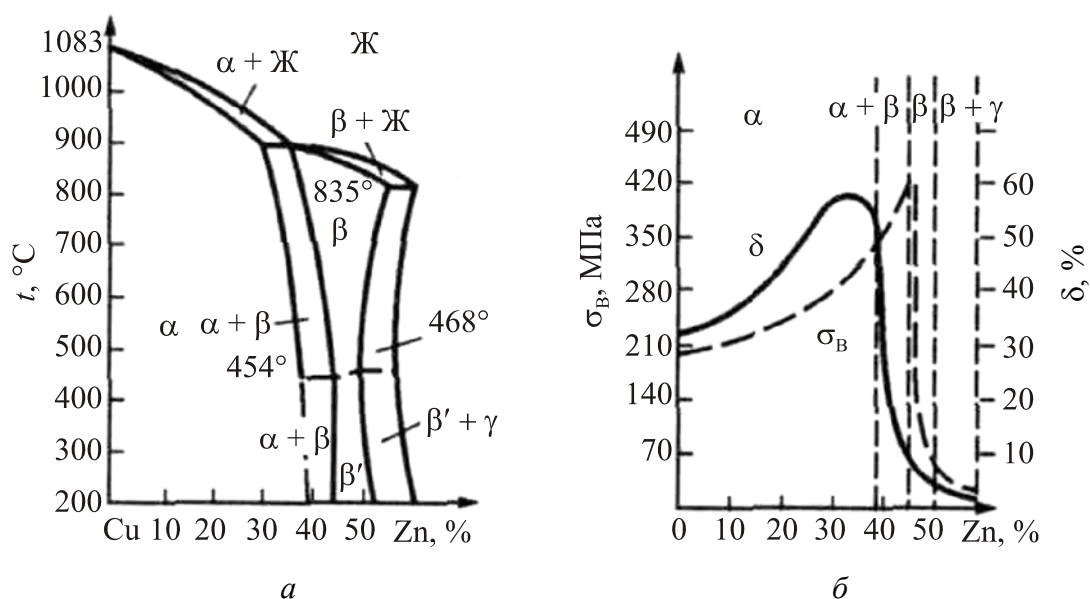 1083
1000
900
800
700
600
500
400
300
200
t, °C
Ж
α + Ж
β + Ж
835°
β
α
α + β
454°
468°
α + β
β′
β′ + γ
Cu 10 20 30 40 50 Zn, %
а
490
420
350
280
210
140
70
σВ, МПа
α
α + β
β
β + γ
δ
σВ
60
50
40
30
20
10
δ, %
0 10 20 30 40 50 Zn, %
б